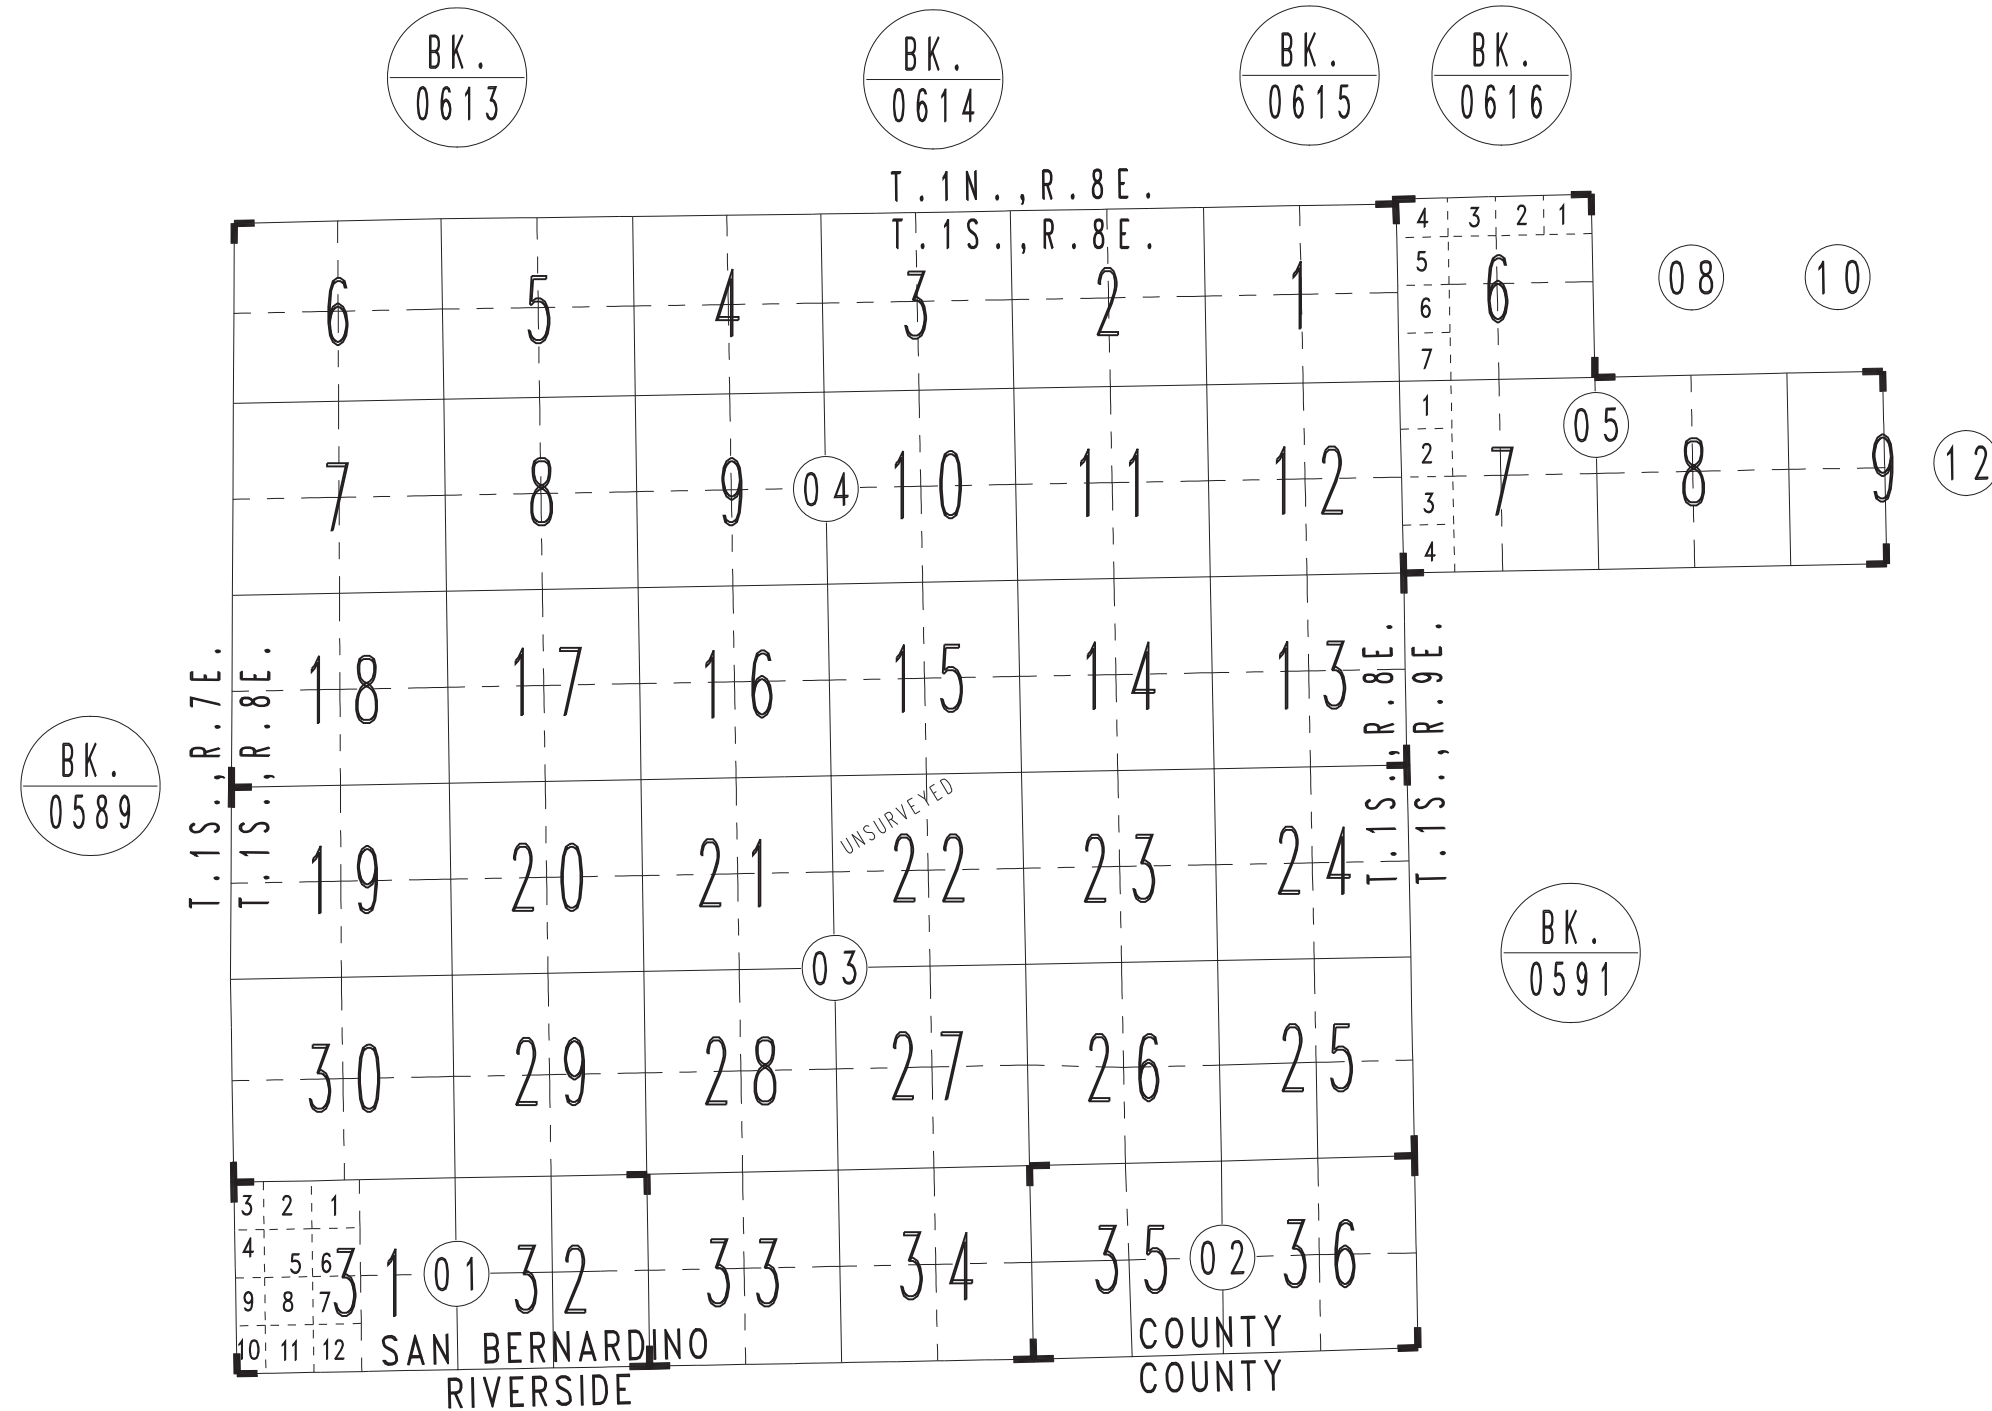 BK.
0613
BK.
0614
BK.
0615
BK.
0616
T.1N.,R.8E.
T.1S.,R.8E.
4 3 2 1
6 5 4 3 2 1
5
6
7
6
08
10
7 8 9
04
10 11 12
1
2
3
4
7
05
8 9
12
18 17 16 15 14 13
T.1S.,R.7E.
T.1S.,R.8E.
T.1S.,R.8E.
T.1S.,R.9E.
BK.
0589
UNSURVEYED
19 20 21 22 23 24
BK.
0591
03
30 29 28 27 26 25
3 2 1
4 5 6
9 8 7
10 11 12
31
01
32 33 34 35
02
36
SAN BERNARDINO COUNTY
RIVERSIDE COUNTY